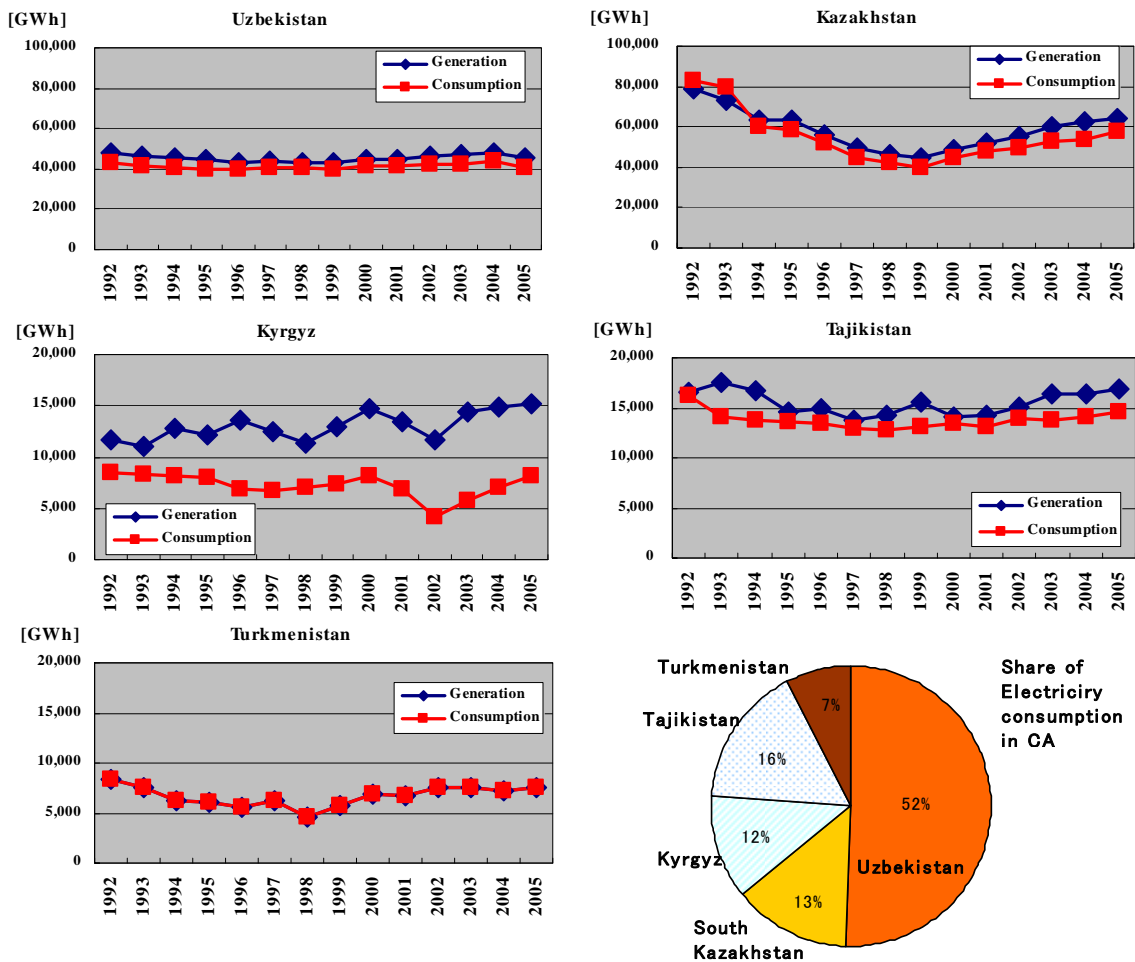 [GWh] Uzbekistan
100,000
80,000
60,000
40,000
20,000
0
Generation
Consumption
1992 1993 1994 1995 1996 1997 1998 1999 2000 2001 2002 2003 2004 2005
[GWh] Kazakhstan
100,000
80,000
60,000
40,000
20,000
0
Generation
Consumption
1992 1993 1994 1995 1996 1997 1998 1999 2000 2001 2002 2003 2004 2005
[GWh] Kyrgyz
20,000
15,000
10,000
5,000
0
Generation
Consumption
1992 1993 1994 1995 1996 1997 1998 1999 2000 2001 2002 2003 2004 2005
[GWh] Tajikistan
20,000
15,000
10,000
5,000
0
Generation
Consumption
1992 1993 1994 1995 1996 1997 1998 1999 2000 2001 2002 2003 2004 2005
[GWh] Turkmenistan
20,000
15,000
10,000
5,000
0
Generation
Consumption
1992 1993 1994 1995 1996 1997 1998 1999 2000 2001 2002 2003 2004 2005
Share of
Electriciry
consumption
in CA
Turkmenistan
7%
Tajikistan
16%
Kyrgyz
12%
South
Kazakhstan
13%
Uzbekistan
52%